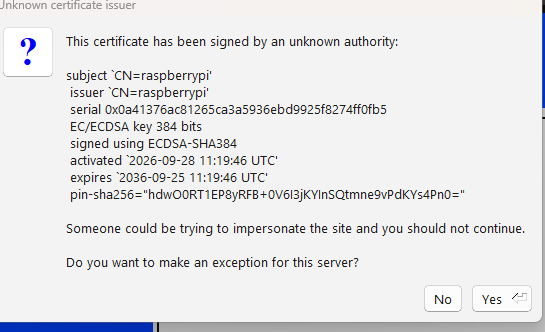 Unknown certificate issuer
?
This certificate has been signed by an unknown authority:
subject `CN=raspberrypi'
issuer `CN=raspberrypi'
serial 0x0a41376ac81265ca3a5936ebd9925f8274ff0fb5
EC/ECDSA key 384 bits
signed using ECDSA-SHA384
activated `2026-09-28 11:19:46 UTC'
expires `2036-09-25 11:19:46 UTC'
pin-sha256="hdwO0RT1EP8yRFB+0V6I3jKYInSQtmne9vPdKYs4Pn0="
Someone could be trying to impersonate the site and you should not continue.
Do you want to make an exception for this server?
No
Yes